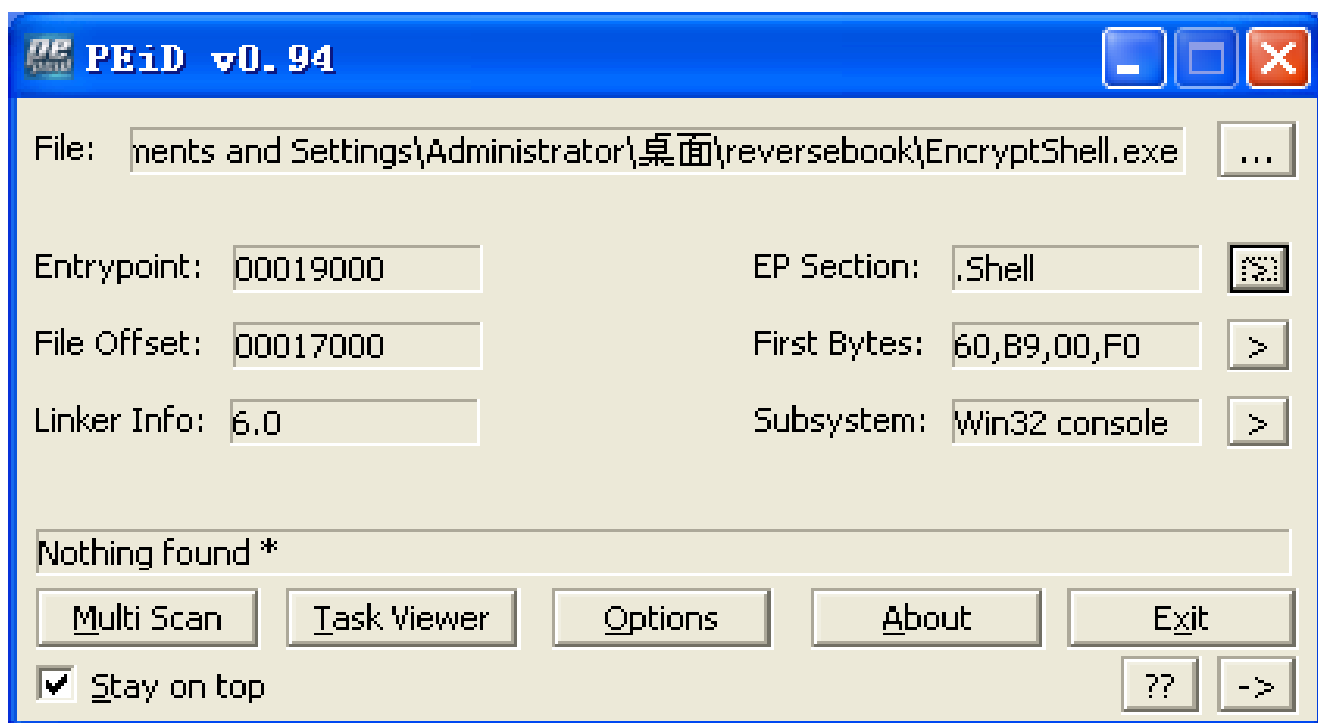 PEiD v0.94
File: ments and Settings\Administrator\桌面\reversebook\EncryptShell.exe ...
Entrypoint: 00019000 EP Section: .Shell >
File Offset: 00017000 First Bytes: 60,B9,00,F0 >
Linker Info: 6.0 Subsystem: Win32 console >
Nothing found *
Multi Scan Task Viewer Options About Exit
Stay on top ?? ->